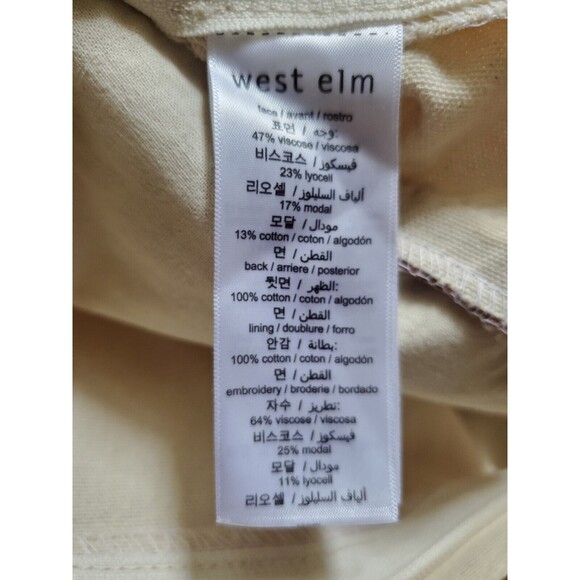 west elm
face / avant / rostro
표면 / وجه:
47% viscose / viscosa
비스코스 / فيسكوز
23% lyocell
리오셀 / ألياف السليلوز
17% modal
모달 / مودال
13% cotton / coton / algodón
면 / القطن
back / arriere / posterior
뒷면 / الظهر:
100% cotton / coton / algodón
면 / القطن
lining / doublure / forro
안감 / بطانة:
100% cotton / coton / algodón
면 / القطن
embroidery / broderie / bordado
자수 / تطريز:
64% viscose / viscosa
비스코스 / فيسكوز
25% modal
모달 / مودال
11% lyocell
리오셀 / ألياف السليلوز